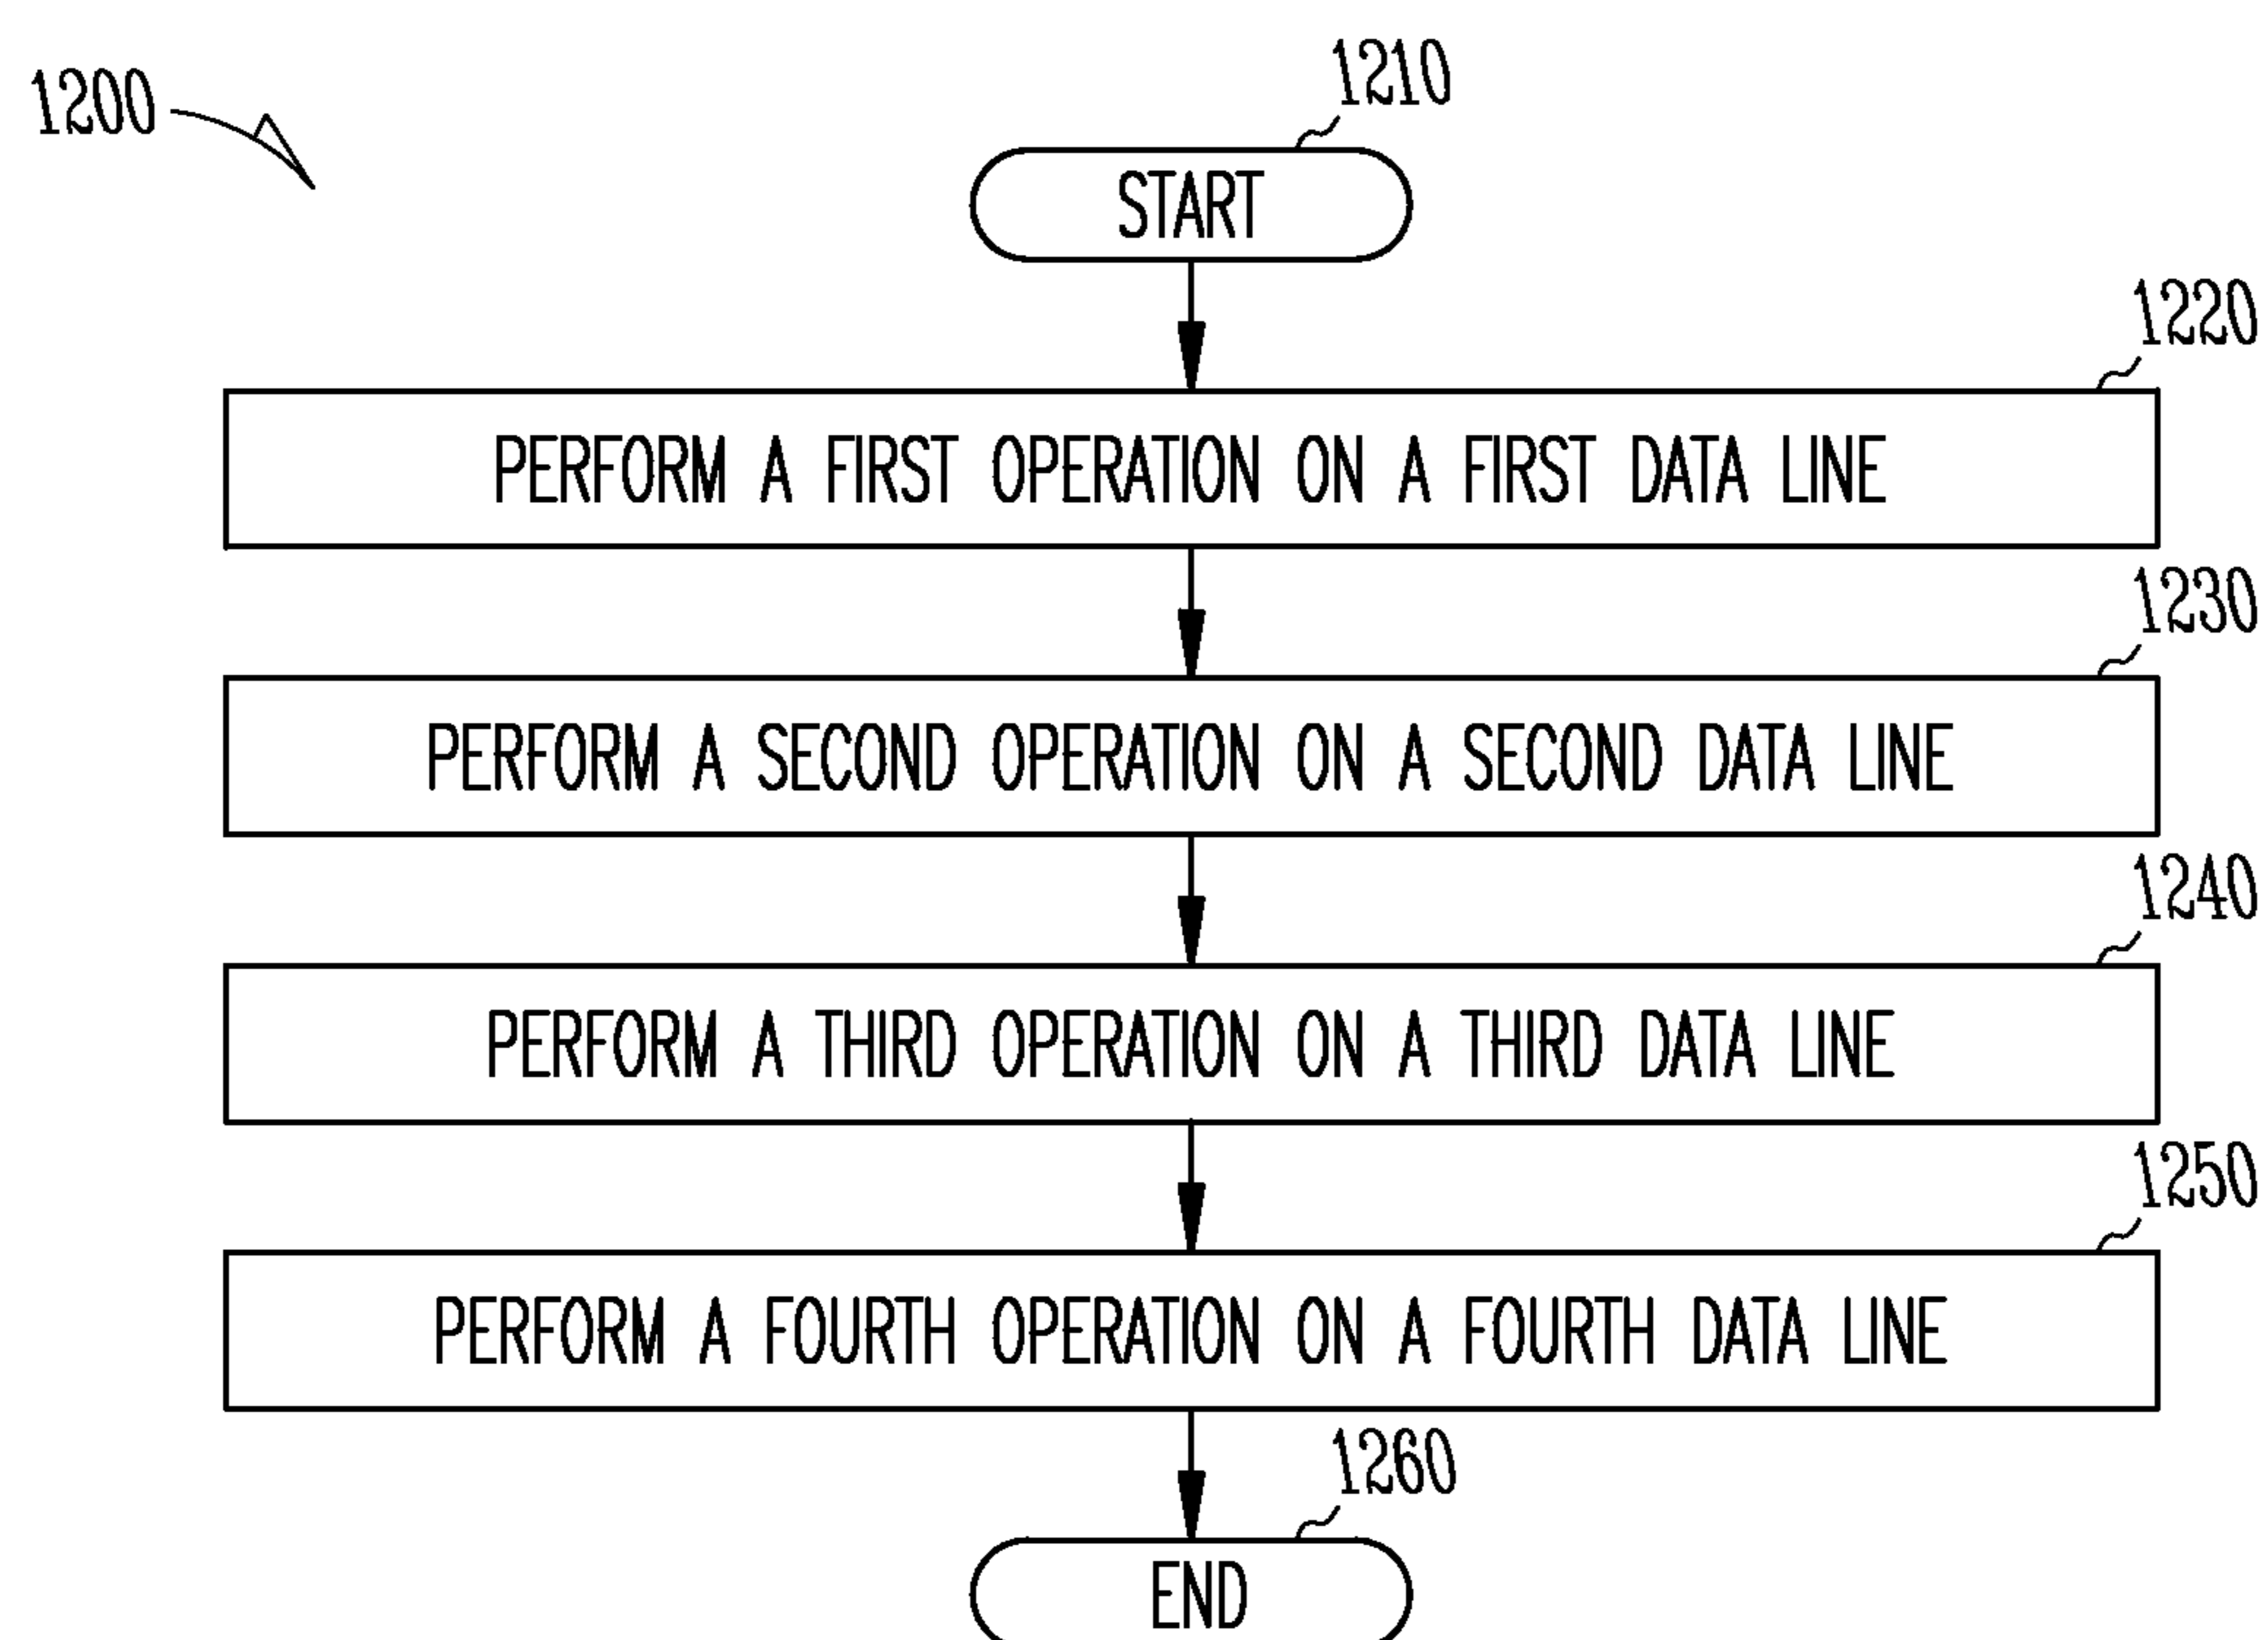 1200
1210
START
1220
PERFORM A FIRST OPERATION ON A FIRST DATA LINE
1230
PERFORM A SECOND OPERATION ON A SECOND DATA LINE
1240
PERFORM A THIRD OPERATION ON A THIRD DATA LINE
1250
PERFORM A FOURTH OPERATION ON A FOURTH DATA LINE
1260
END